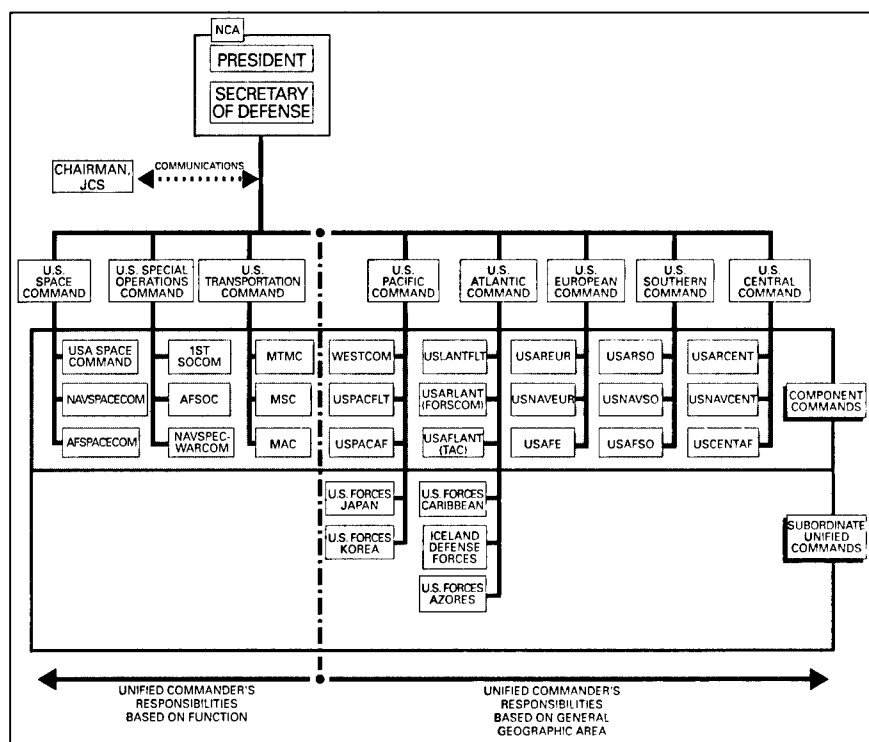 NCA
PRESIDENT
SECRETARY
OF DEFENSE
CHAIRMAN,
JCS
COMMUNICATIONS
U.S.
SPACE
COMMAND
U.S. SPECIAL
OPERATIONS
COMMAND
U.S.
TRANSPORTATION
COMMAND
U.S.
PACIFIC
COMMAND
U.S.
ATLANTIC
COMMAND
U.S.
EUROPEAN
COMMAND
U.S.
SOUTHERN
COMMAND
U.S.
CENTRAL
COMMAND
USA SPACE
COMMAND
NAVSPACECOM
AFSPACECOM
1ST
SOCOM
AFSOC
NAVSPEC-
WARCOM
MTMC
MSC
MAC
WESTCOM
USPACFLT
USPACAF
USLANTFLT
USARLANT
(FORSCOM)
USAFLANT
(TAC)
USAREUR
USNAVEUR
USAFE
USARSO
USNAVSO
USAFSO
USARCENT
USNAVCENT
USCENTAF
COMPONENT
COMMANDS
U.S. FORCES
JAPAN
U.S. FORCES
KOREA
U.S. FORCES
CARIBBEAN
ICELAND
DEFENSE
FORCES
U.S. FORCES
AZORES
SUBORDINATE
UNIFIED
COMMANDS
UNIFIED COMMANDER'S
RESPONSIBILITIES
BASED ON FUNCTION
UNIFIED COMMANDER'S
RESPONSIBILITIES
BASED ON GENERAL
GEOGRAPHIC AREA